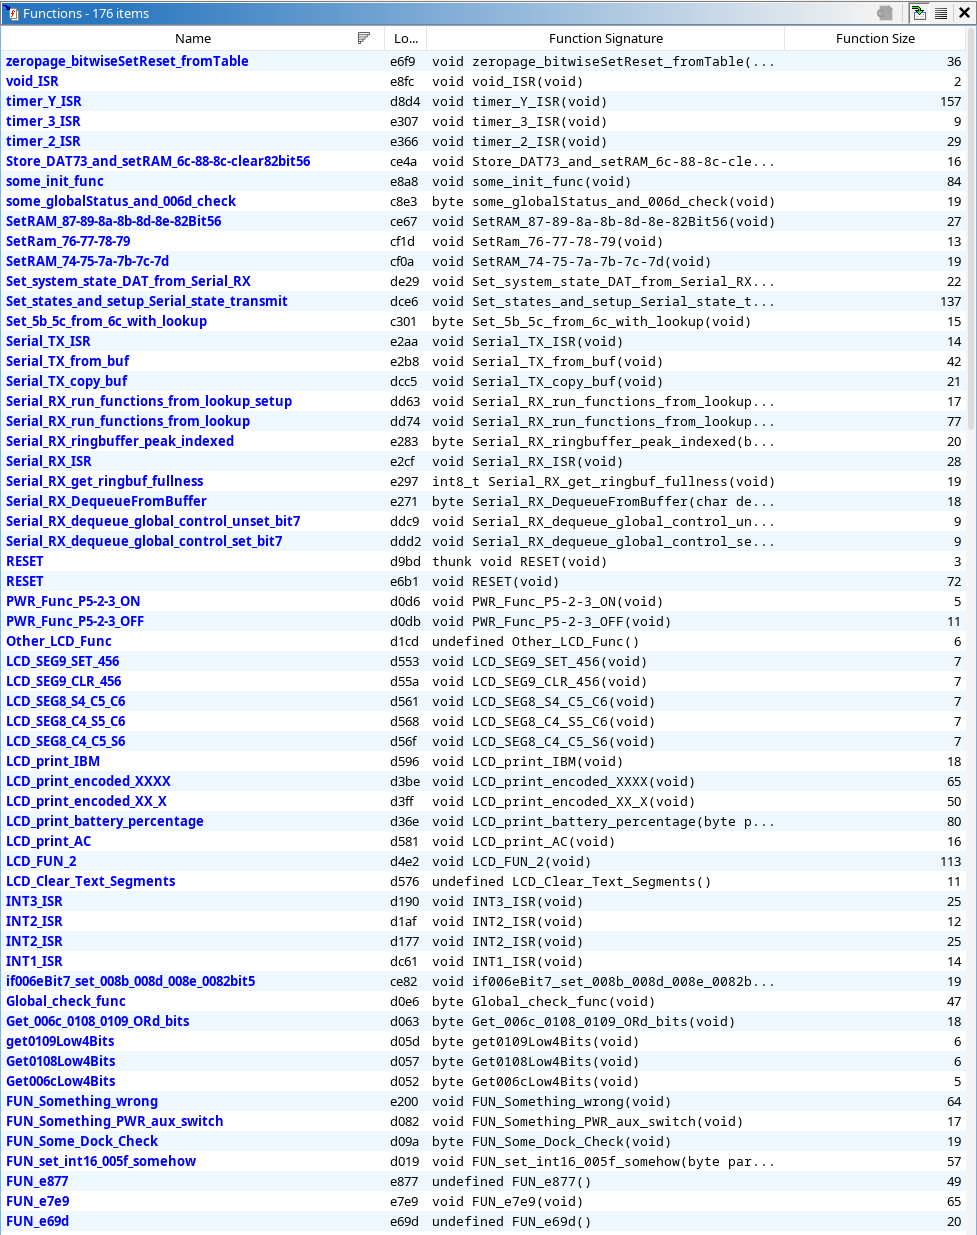 Functions - 176 items
Name Lo... Function Signature Function Size
zeropage_bitwiseSetReset_fromTable e6f9 void zeropage_bitwiseSetReset_fromTable(... 36
void_ISR e8fc void void_ISR(void) 2
timer_Y_ISR d8d4 void timer_Y_ISR(void) 157
timer_3_ISR e307 void timer_3_ISR(void) 9
timer_2_ISR e366 void timer_2_ISR(void) 29
Store_DAT73_and_setRAM_6c-88-8c-clear82bit56 ce4a void Store_DAT73_and_setRAM_6c-88-8c-cle... 16
some_init_func e8a8 void some_init_func(void) 84
some_globalStatus_and_006d_check c8e3 byte some_globalStatus_and_006d_check(void) 19
SetRAM_87-89-8a-8b-8d-8e-82Bit56 ce67 void SetRAM_87-89-8a-8b-8d-8e-82Bit56(void) 27
SetRam_76-77-78-79 cf1d void SetRam_76-77-78-79(void) 13
SetRAM_74-75-7a-7b-7c-7d cf0a void SetRAM_74-75-7a-7b-7c-7d(void) 19
Set_system_state_DAT_from_Serial_RX de29 void Set_system_state_DAT_from_Serial_RX... 22
Set_states_and_setup_Serial_state_transmit dce6 void Set_states_and_setup_Serial_state_t... 137
Set_5b_5c_from_6c_with_lookup c301 byte Set_5b_5c_from_6c_with_lookup(void) 15
Serial_TX_ISR e2aa void Serial_TX_ISR(void) 14
Serial_TX_from_buf e2b8 void Serial_TX_from_buf(void) 42
Serial_TX_copy_buf dcc5 void Serial_TX_copy_buf(void) 21
Serial_RX_run_functions_from_lookup_setup dd63 void Serial_RX_run_functions_from_lookup... 17
Serial_RX_run_functions_from_lookup dd74 void Serial_RX_run_functions_from_lookup... 77
Serial_RX_ringbuffer_peak_indexed e283 byte Serial_RX_ringbuffer_peak_indexed(b... 20
Serial_RX_ISR e2cf void Serial_RX_ISR(void) 28
Serial_RX_get_ringbuf_fullness e297 int8_t Serial_RX_get_ringbuf_fullness(void) 19
Serial_RX_DequeueFromBuffer e271 byte Serial_RX_DequeueFromBuffer(char de... 18
Serial_RX_dequeue_global_control_unset_bit7 ddc9 void Serial_RX_dequeue_global_control_un... 9
Serial_RX_dequeue_global_control_set_bit7 ddd2 void Serial_RX_dequeue_global_control_se... 9
RESET d9bd thunk void RESET(void) 3
RESET e6b1 void RESET(void) 72
PWR_Func_P5-2-3_ON d0d6 void PWR_Func_P5-2-3_ON(void) 5
PWR_Func_P5-2-3_OFF d0db void PWR_Func_P5-2-3_OFF(void) 11
Other_LCD_Func d1cd undefined Other_LCD_Func() 6
LCD_SEG9_SET_456 d553 void LCD_SEG9_SET_456(void) 7
LCD_SEG9_CLR_456 d55a void LCD_SEG9_CLR_456(void) 7
LCD_SEG8_S4_C5_C6 d561 void LCD_SEG8_S4_C5_C6(void) 7
LCD_SEG8_C4_S5_C6 d568 void LCD_SEG8_C4_S5_C6(void) 7
LCD_SEG8_C4_C5_S6 d56f void LCD_SEG8_C4_C5_S6(void) 7
LCD_print_IBM d596 void LCD_print_IBM(void) 18
LCD_print_encoded_XXXX d3be void LCD_print_encoded_XXXX(void) 65
LCD_print_encoded_XX_X d3ff void LCD_print_encoded_XX_X(void) 50
LCD_print_battery_percentage d36e void LCD_print_battery_percentage(byte p... 80
LCD_print_AC d581 void LCD_print_AC(void) 16
LCD_FUN_2 d4e2 void LCD_FUN_2(void) 113
LCD_Clear_Text_Segments d576 undefined LCD_Clear_Text_Segments() 11
INT3_ISR d190 void INT3_ISR(void) 25
INT2_ISR d1af void INT2_ISR(void) 12
INT2_ISR d177 void INT2_ISR(void) 25
INT1_ISR dc61 void INT1_ISR(void) 14
if006eBit7_set_008b_008d_008e_0082bit5 ce82 void if006eBit7_set_008b_008d_008e_0082b... 19
Global_check_func d0e6 byte Global_check_func(void) 47
Get_006c_0108_0109_ORd_bits d063 byte Get_006c_0108_0109_ORd_bits(void) 18
get0109Low4Bits d05d byte get0109Low4Bits(void) 6
Get0108Low4Bits d057 byte Get0108Low4Bits(void) 6
Get006cLow4Bits d052 byte Get006cLow4Bits(void) 5
FUN_Something_wrong e200 void FUN_Something_wrong(void) 64
FUN_Something_PWR_aux_switch d082 void FUN_Something_PWR_aux_switch(void) 17
FUN_Some_Dock_Check d09a byte FUN_Some_Dock_Check(void) 19
FUN_set_int16_005f_somehow d019 void FUN_set_int16_005f_somehow(byte par... 57
FUN_e877 e877 undefined FUN_e877() 49
FUN_e7e9 e7e9 void FUN_e7e9(void) 65
FUN_e69d e69d undefined FUN_e69d() 20